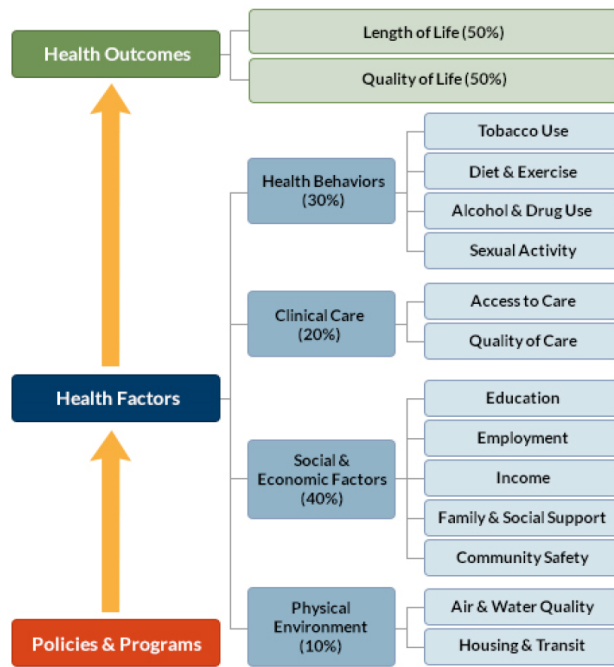 Health Outcomes
Length of Life (50%)
Quality of Life (50%)
Health Factors
Health Behaviors
(30%)
Tobacco Use
Diet & Exercise
Alcohol & Drug Use
Sexual Activity
Clinical Care
(20%)
Access to Care
Quality of Care
Social &
Economic Factors
(40%)
Education
Employment
Income
Family & Social Support
Community Safety
Physical
Environment
(10%)
Air & Water Quality
Housing & Transit
Policies & Programs